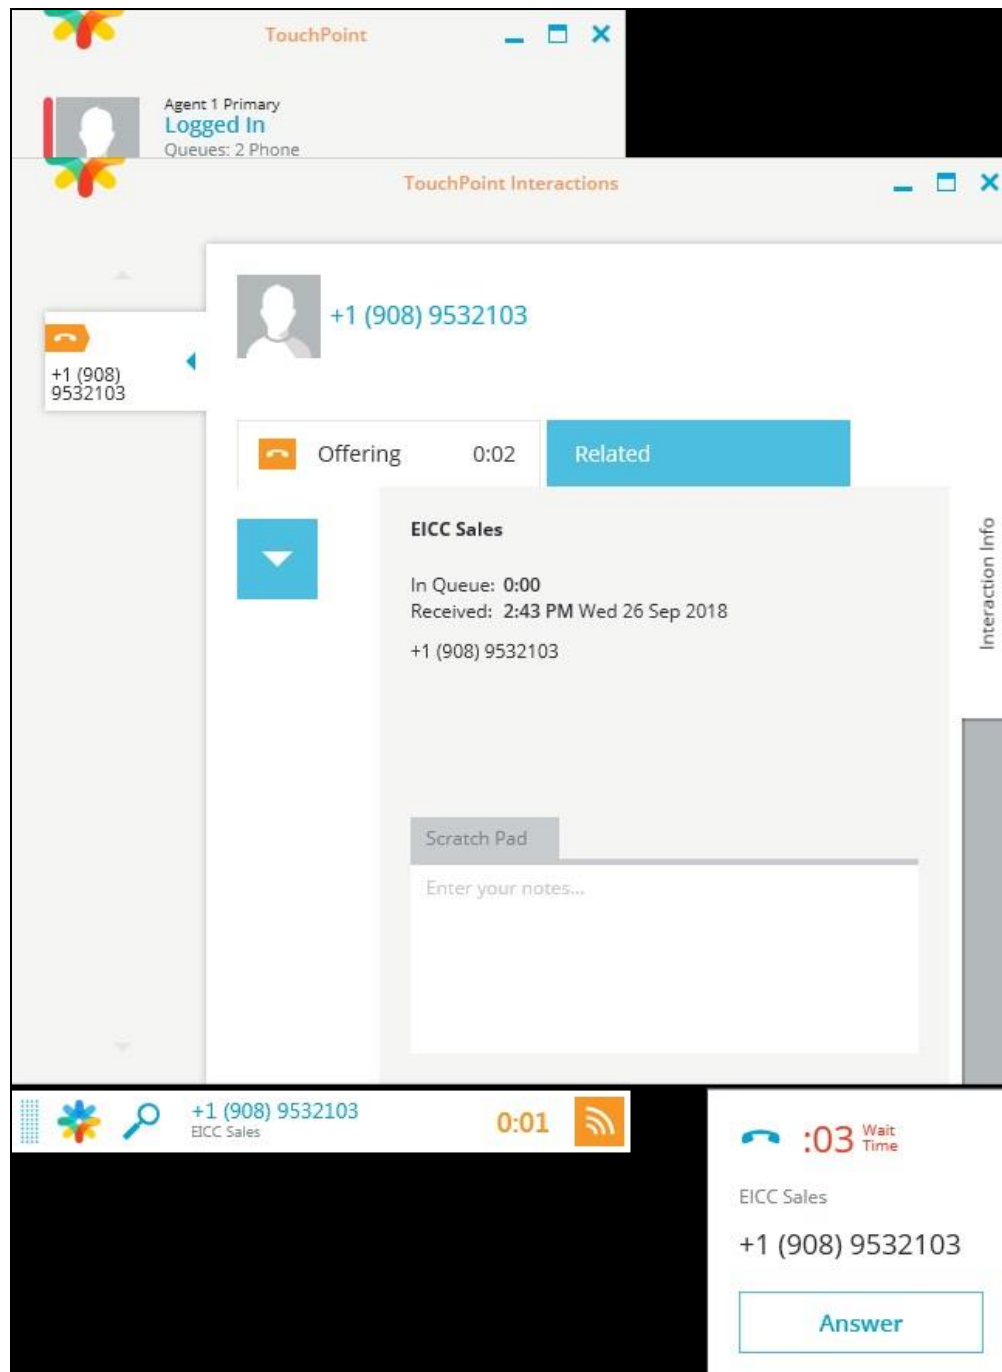 TouchPoint
Agent 1 Primary
Logged In
Queues: 2 Phone
TouchPoint Interactions
+1 (908) 9532103
+1 (908)
9532103
Offering 0:02 Related
EICC Sales
In Queue: 0:00
Received: 2:43 PM Wed 26 Sep 2018
+1 (908) 9532103
Interaction Info
Scratch Pad
Enter your notes...
+1 (908) 9532103
EICC Sales
0:01
:03 Wait Time
EICC Sales
+1 (908) 9532103
Answer